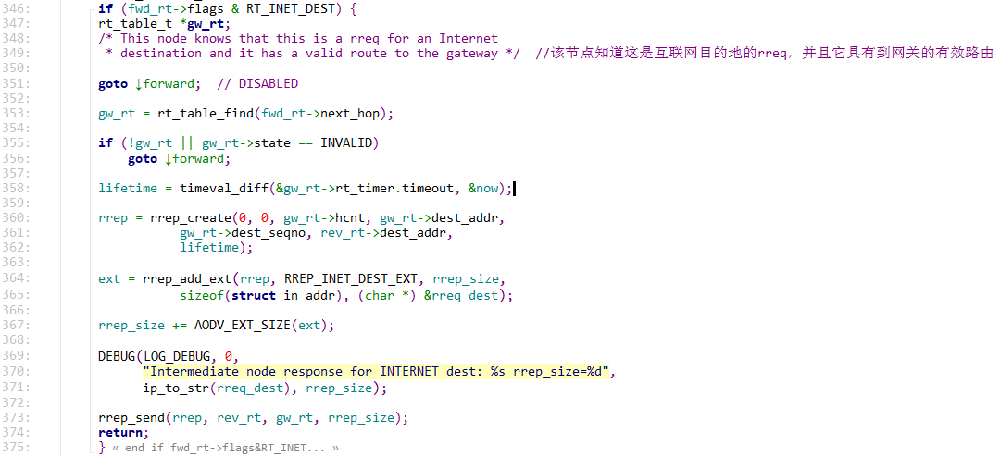 346: if (fwd_rt->flags & RT_INET_DEST) {
347: rt_table_t *gw_rt;
348: /* This node knows that this is a rreq for an Internet
349: * destination and it has a valid route to the gateway */ //该节点知道这是互联网目的地的rreq，并且它具有到网关的有效路由
350:
351: goto ↓forward; // DISABLED
352:
353: gw_rt = rt_table_find(fwd_rt->next_hop);
354:
355: if (!gw_rt || gw_rt->state == INVALID)
356: goto ↓forward;
357:
358: lifetime = timeval_diff(&gw_rt->rt_timer.timeout, &now);
359:
360: rrep = rrep_create(0, 0, gw_rt->hcnt, gw_rt->dest_addr,
361: gw_rt->dest_seqno, rev_rt->dest_addr,
362: lifetime);
363:
364: ext = rrep_add_ext(rrep, RREP_INET_DEST_EXT, rrep_size,
365: sizeof(struct in_addr), (char *) &rreq_dest);
366:
367: rrep_size += AODV_EXT_SIZE(ext);
368:
369: DEBUG(LOG_DEBUG, 0,
370: "Intermediate node response for INTERNET dest: %s rrep_size=%d",
371: ip_to_str(rreq_dest), rrep_size);
372:
373: rrep_send(rrep, rev_rt, gw_rt, rrep_size);
374: return;
375: } « end if fwd_rt->flags&RT_INET... »